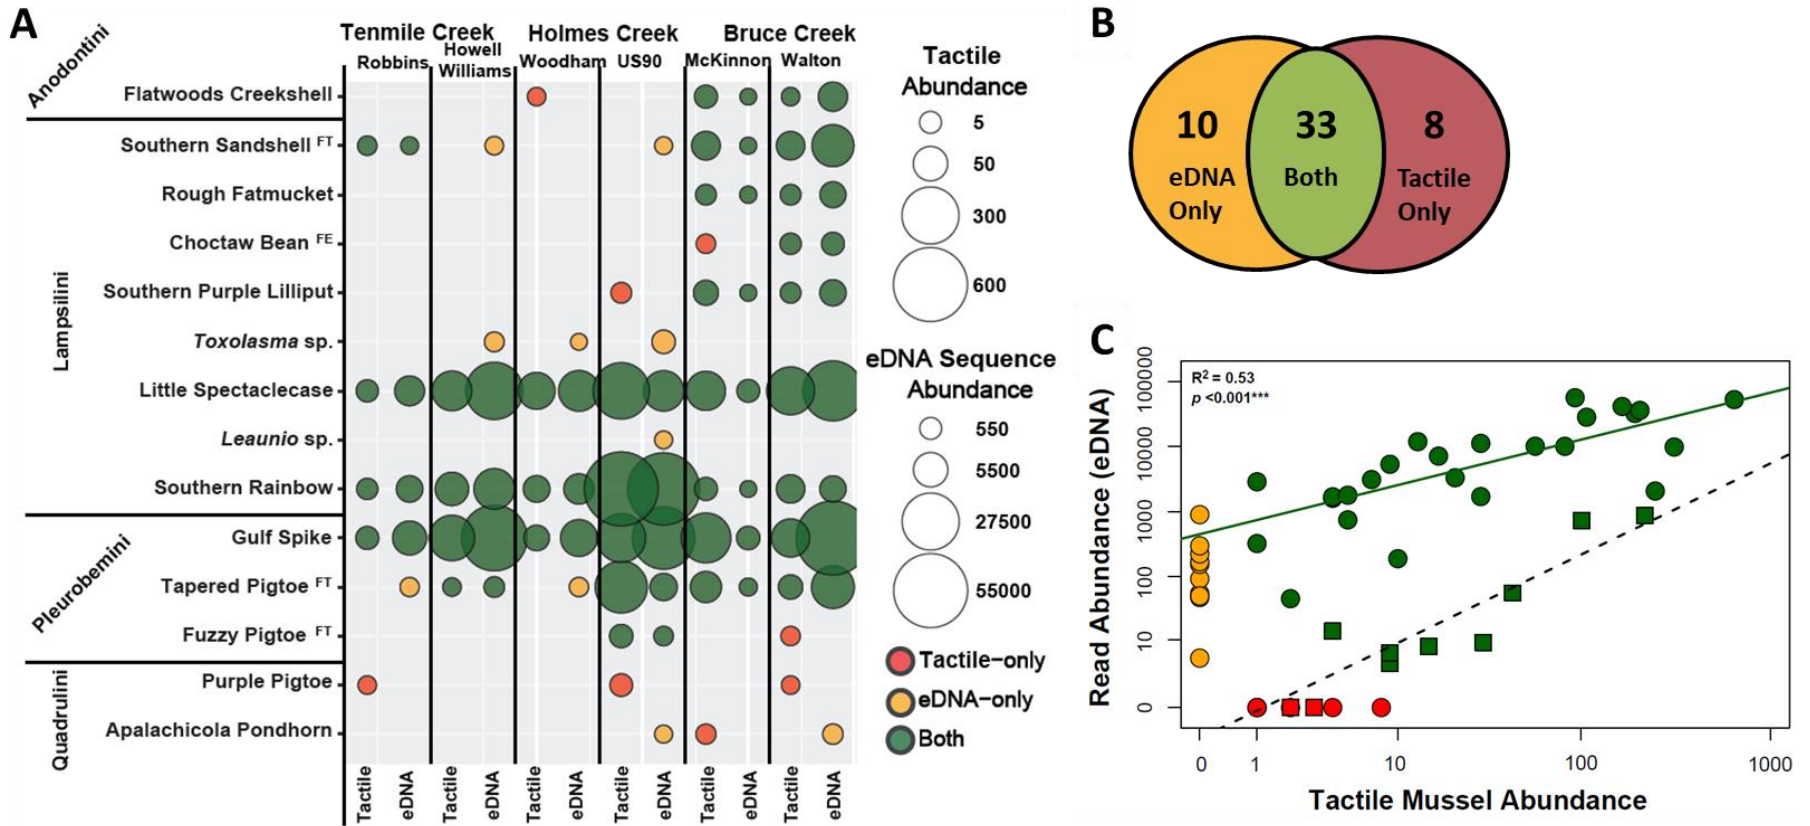 A
Tenmile Creek
Holmes Creek
Bruce Creek
Robbins
Howell
Williams
Woodham
US90
McKinnon
Walton
Anodontini
Flatwoods Creekshell
Lampsilini
Southern Sandshell FT
Rough Fatmucket
Choctaw Bean FE
Southern Purple Lilliput
Toxolasma sp.
Little Spectaclecase
Leaunio sp.
Southern Rainbow
Pleurobemini
Gulf Spike
Tapered Pigtoe FT
Fuzzy Pigtoe FT
Quadrulini
Purple Pigtoe
Apalachicola Pondhorn
Tactile
eDNA
Tactile
eDNA
Tactile
eDNA
Tactile
eDNA
Tactile
eDNA
Tactile
eDNA
Tactile
Abundance
5
50
300
600
eDNA Sequence
Abundance
550
5500
27500
55000
Tactile-only
eDNA-only
Both
B
10
eDNA
Only
33
Both
8
Tactile
Only
C
R2 = 0.53
p <0.001***
Read Abundance (eDNA)
100000
10000
1000
100
10
0
0
1
10
100
1000
Tactile Mussel Abundance